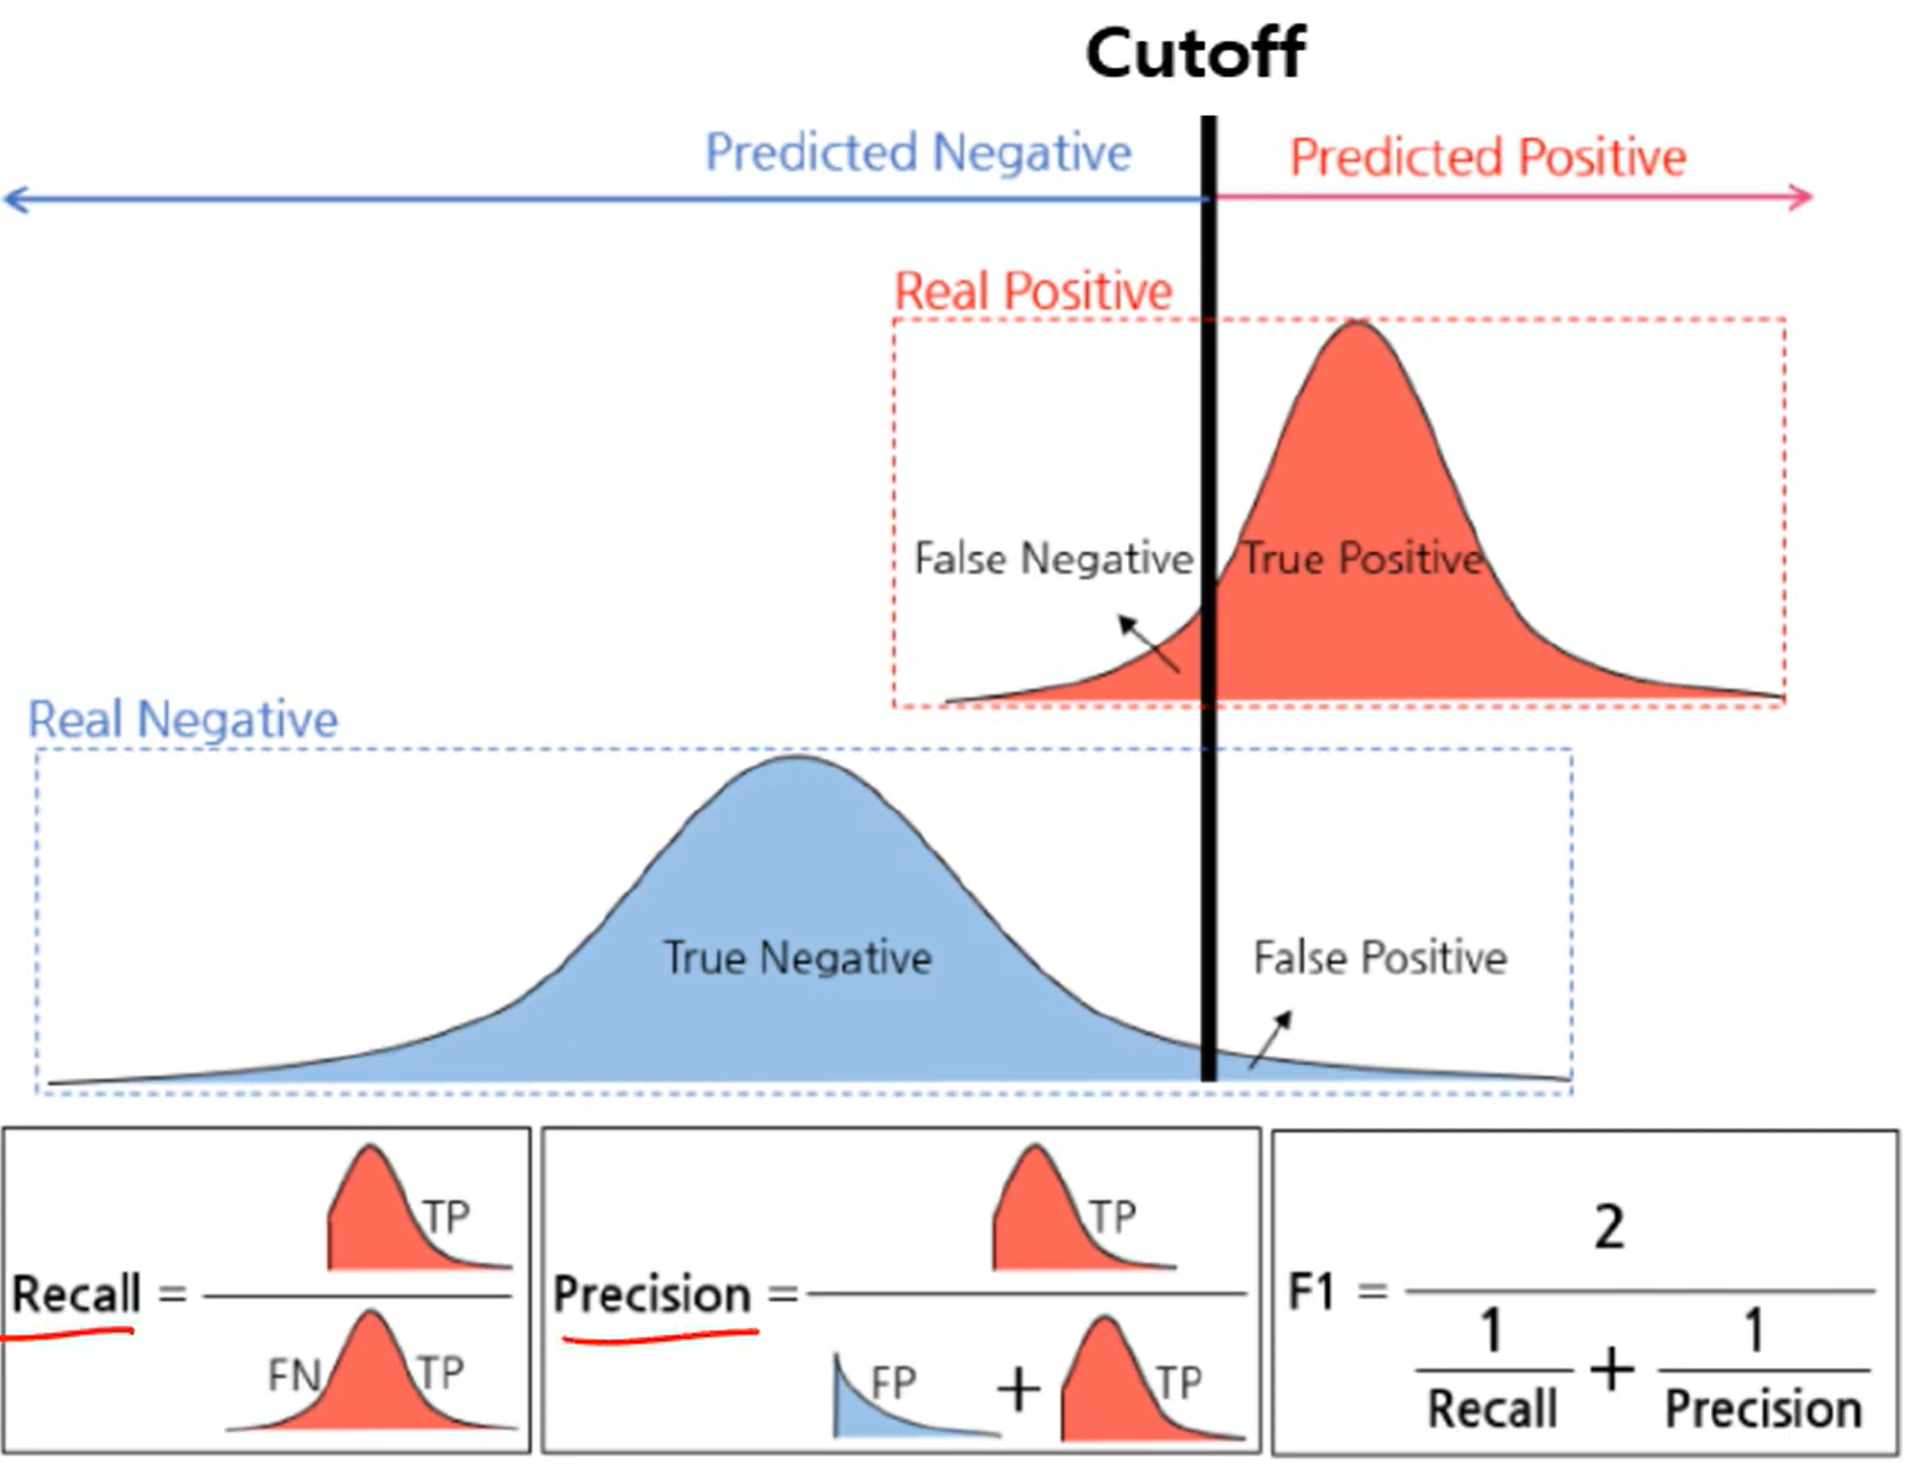 Cutoff
Predicted Negative
Predicted Positive
Real Positive
False Negative
True Positive
Real Negative
True Negative
False Positive
Recall =
TP
FN
TP
Precision =
TP
FP
+
TP
F1 =
2
1
Recall
+
1
Precision